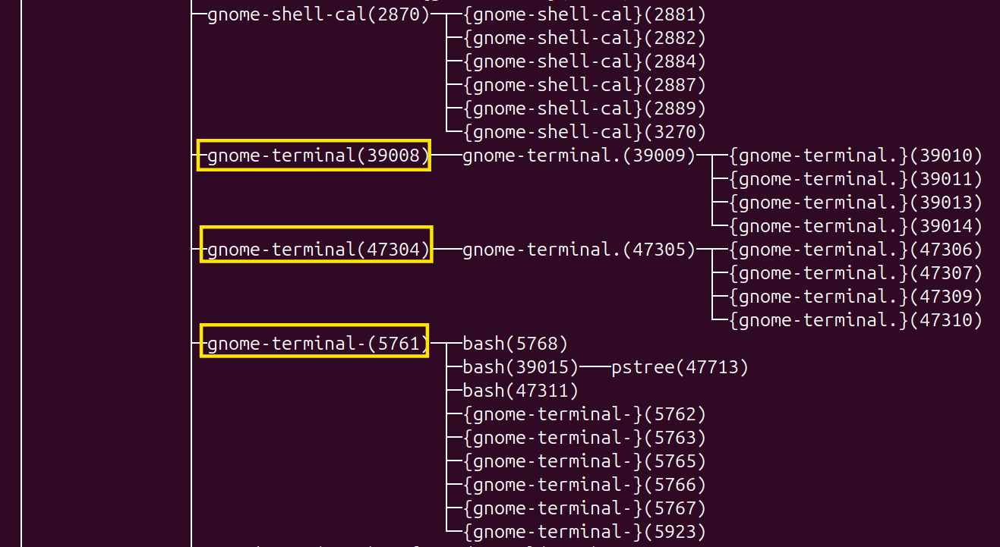 gnome-shell-cal(2870) {gnome-shell-cal}(2881)
{gnome-shell-cal}(2882)
{gnome-shell-cal}(2884)
{gnome-shell-cal}(2887)
{gnome-shell-cal}(2889)
{gnome-shell-cal}(3270)
gnome-terminal(39008) gnome-terminal.(39009) {gnome-terminal.}(39010)
{gnome-terminal.}(39011)
{gnome-terminal.}(39013)
{gnome-terminal.}(39014)
gnome-terminal(47304) gnome-terminal.(47305) {gnome-terminal.}(47306)
{gnome-terminal.}(47307)
{gnome-terminal.}(47309)
{gnome-terminal.}(47310)
gnome-terminal-(5761) bash(5768)
bash(39015) pstree(47713)
bash(47311)
{gnome-terminal-}(5762)
{gnome-terminal-}(5763)
{gnome-terminal-}(5765)
{gnome-terminal-}(5766)
{gnome-terminal-}(5767)
{gnome-terminal-}(5923)